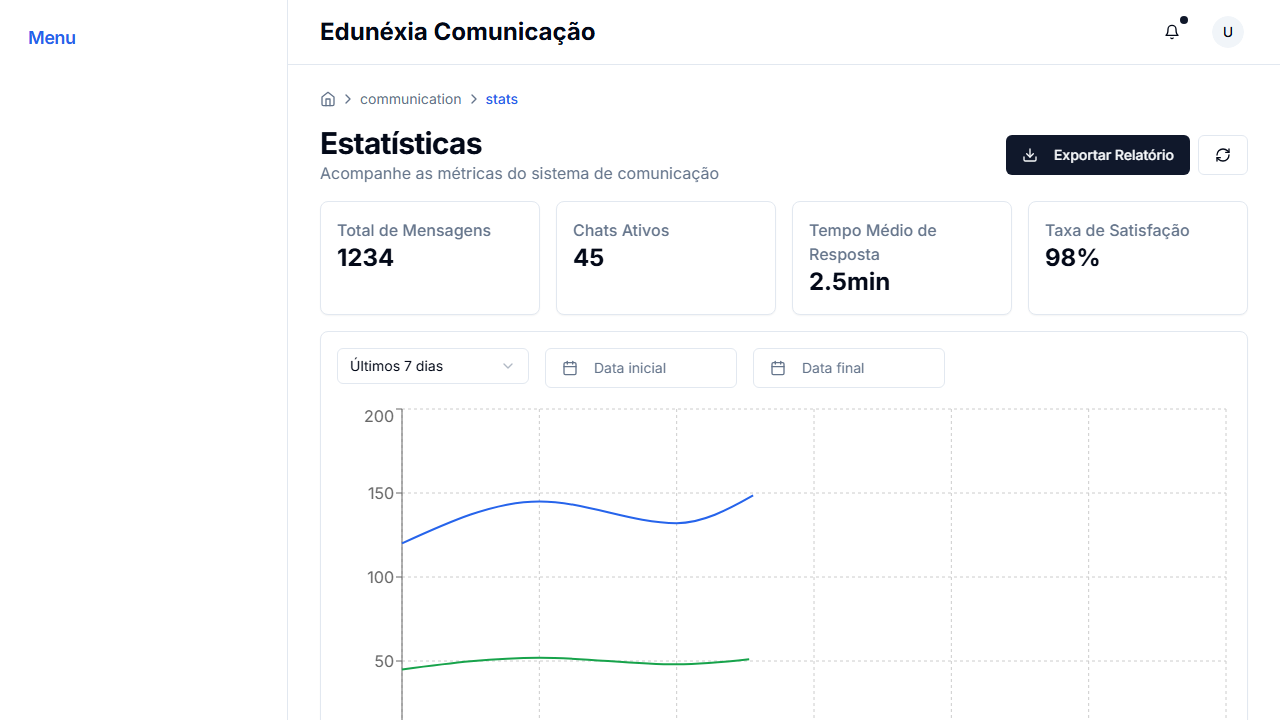 Menu
Edunéxia Comunicação
U
communication
stats
Estatísticas
Acompanhe as métricas do sistema de comunicação
Exportar Relatório
Total de Mensagens
1234
Chats Ativos
45
Tempo Médio de
Resposta
2.5min
Taxa de Satisfação
98%
Últimos 7 dias
Data inicial
Data final
200
150
100
50